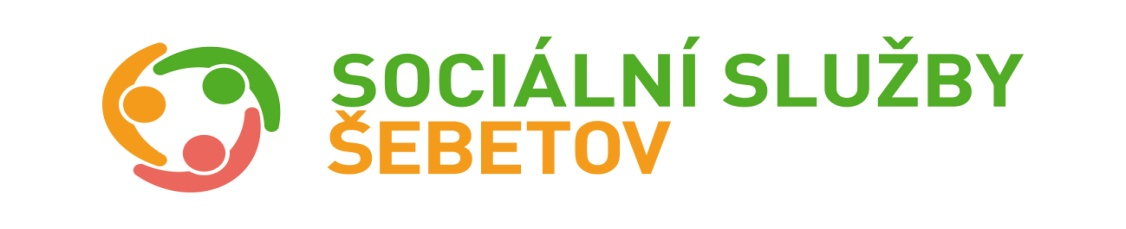 SOCIÁLNÍ SLUŽBY
ŠEBETOV